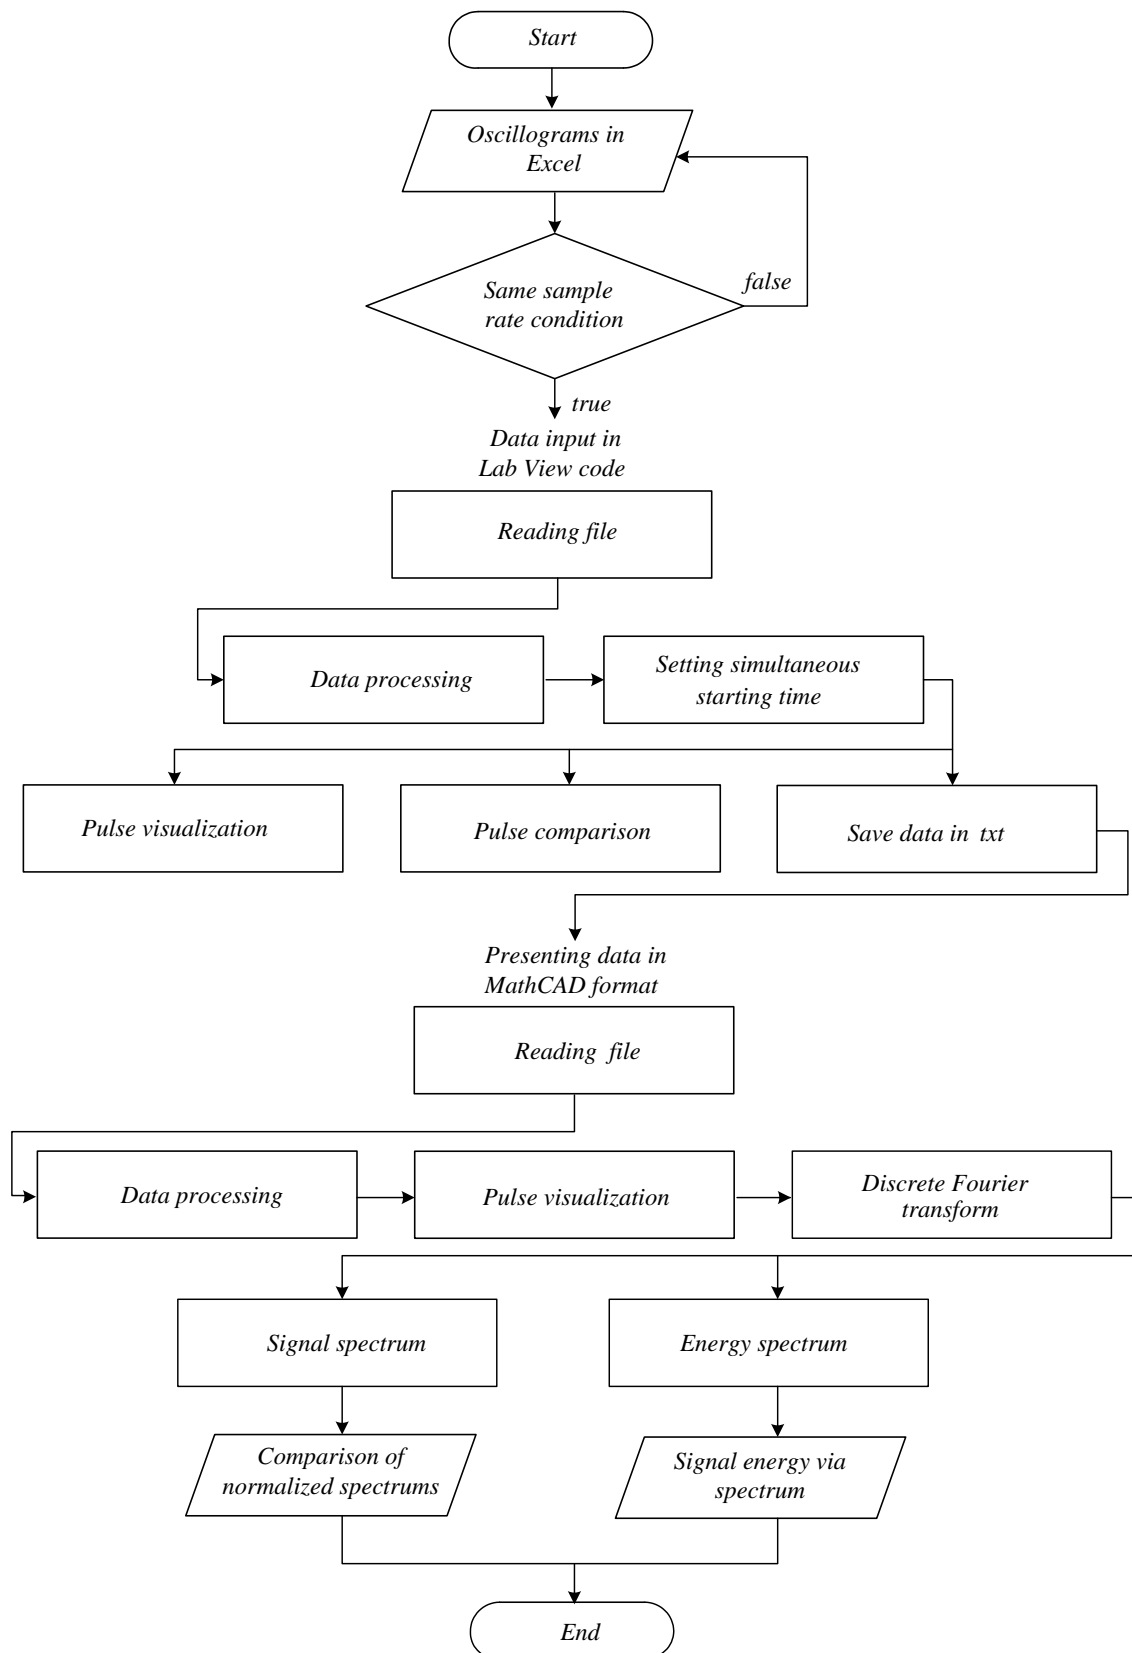 Start
Oscillograms in
Excel
false
Same sample
rate condition
true
Data input in
Lab View code
Reading file
Data processing
Setting simultaneous
starting time
Pulse visualization
Pulse comparison
Save data in txt
Presenting data in
MathCAD format
Reading file
Data processing
Pulse visualization
Discrete Fourier
transform
Signal spectrum
Energy spectrum
Comparison of
normalized spectrums
Signal energy via
spectrum
End